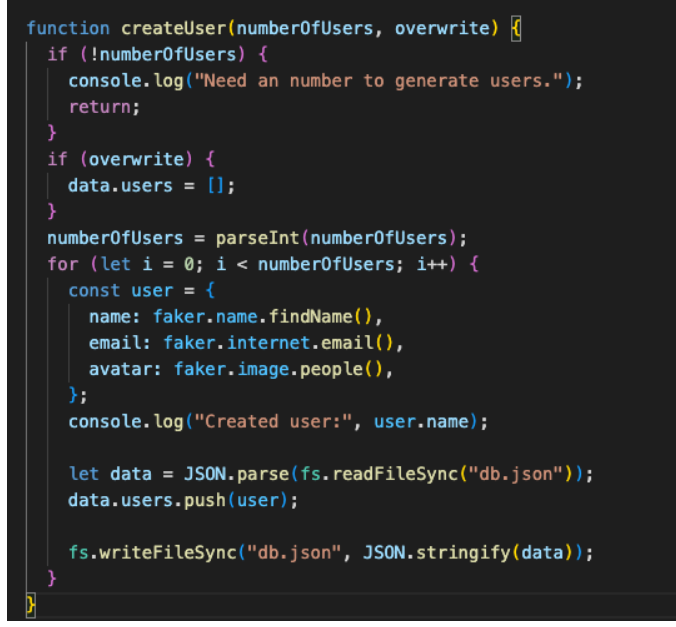 function createUser(numberOfUsers, overwrite) {
  if (!numberOfUsers) {
    console.log("Need an number to generate users.");
    return;
  }
  if (overwrite) {
    data.users = [];
  }
  numberOfUsers = parseInt(numberOfUsers);
  for (let i = 0; i < numberOfUsers; i++) {
    const user = {
      name: faker.name.findName(),
      email: faker.internet.email(),
      avatar: faker.image.people(),
    };
    console.log("Created user:", user.name);

    let data = JSON.parse(fs.readFileSync("db.json"));
    data.users.push(user);

    fs.writeFileSync("db.json", JSON.stringify(data));
  }
}